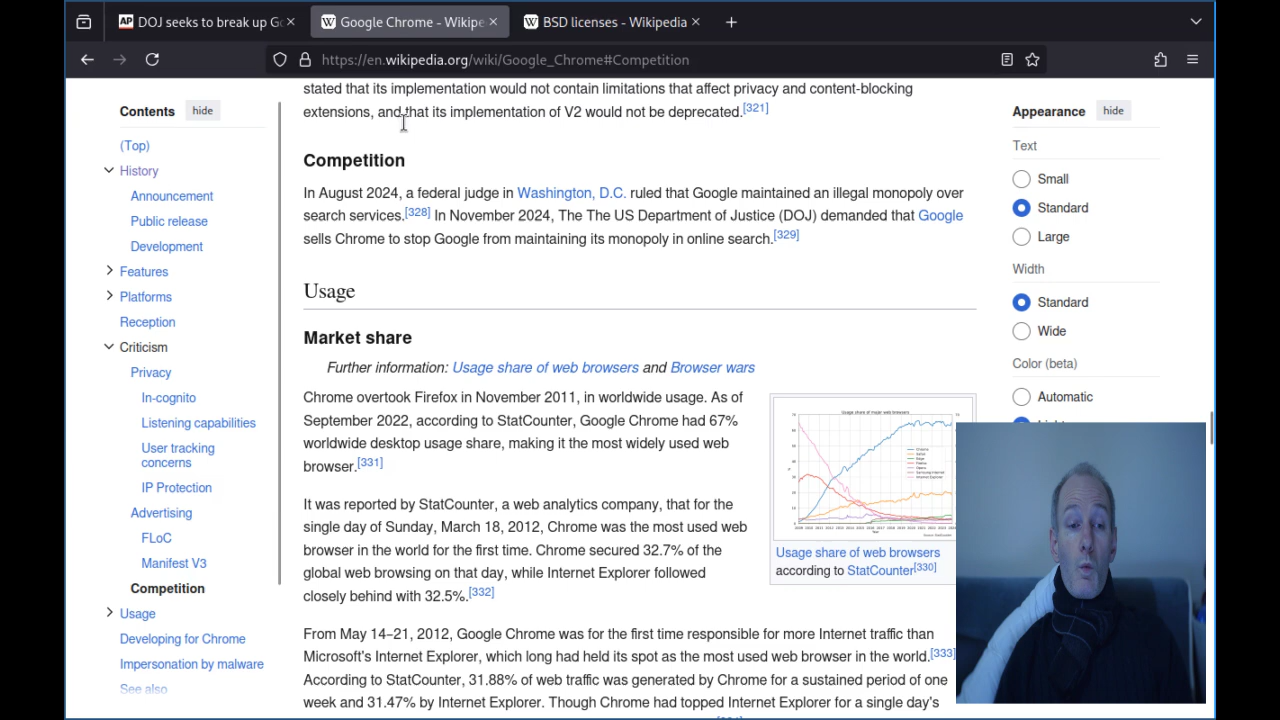 DOJ seeks to break up Go
Google Chrome - Wikipe
BSD licenses - Wikipedia
https://en.wikipedia.org/wiki/Google_Chrome#Competition
Contents hide
(Top)
History
Announcement
Public release
Development
Features
Platforms
Reception
Criticism
Privacy
In-cognito
Listening capabilities
User tracking
concerns
IP Protection
Advertising
FLoC
Manifest V3
Competition
Usage
Developing for Chrome
Impersonation by malware
See also
stated that its implementation would not contain limitations that affect privacy and content-blocking
extensions, and that its implementation of V2 would not be deprecated.[321]
Competition
In August 2024, a federal judge in Washington, D.C. ruled that Google maintained an illegal monopoly over
search services.[328] In November 2024, The The US Department of Justice (DOJ) demanded that Google
sells Chrome to stop Google from maintaining its monopoly in online search.[329]
Usage
Market share
Further information: Usage share of web browsers and Browser wars
Chrome overtook Firefox in November 2011, in worldwide usage. As of
September 2022, according to StatCounter, Google Chrome had 67%
worldwide desktop usage share, making it the most widely used web
browser.[331]
It was reported by StatCounter, a web analytics company, that for the
single day of Sunday, March 18, 2012, Chrome was the most used web
browser in the world for the first time. Chrome secured 32.7% of the
global web browsing on that day, while Internet Explorer followed
closely behind with 32.5%.[332]
Usage share of major web browsers
Usage share of web browsers
according to StatCounter[330]
From May 14–21, 2012, Google Chrome was for the first time responsible for more Internet traffic than
Microsoft's Internet Explorer, which long had held its spot as the most used web browser in the world.[333]
According to StatCounter, 31.88% of web traffic was generated by Chrome for a sustained period of one
week and 31.47% by Internet Explorer. Though Chrome had topped Internet Explorer for a single day's
Appearance hide
Text
Small
Standard
Large
Width
Standard
Wide
Color (beta)
Automatic